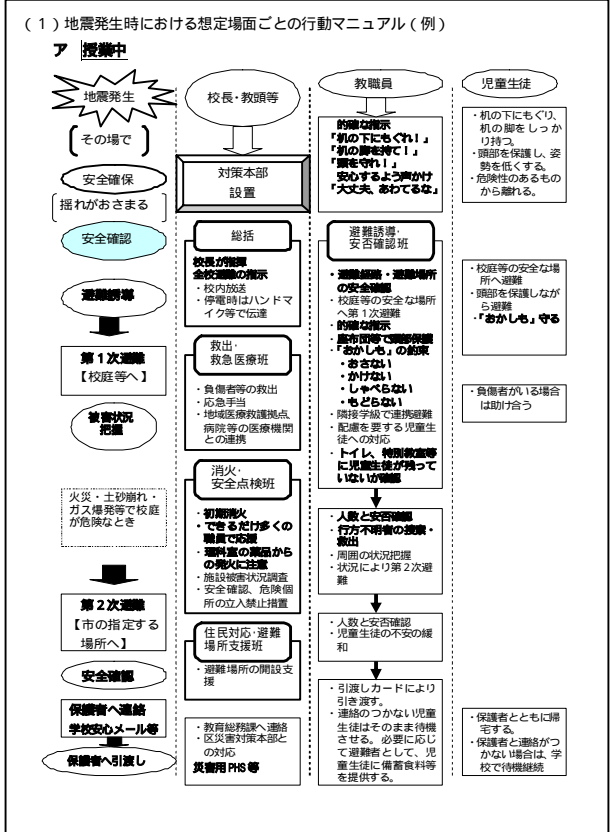 （１）地震発生時における想定場面ごとの行動マニュアル（例）
ア 授業中
地震発生
その場で
安全確保
揺れがおさまる
安全確認
避難誘導
第１次避難
【校庭等へ】
被害状況
把握
火災・土砂崩れ・
ガス爆発等で校庭
が危険なとき
第２次避難
【市の指定する
場所へ】
安全確認
保護者へ連絡
学校安心メール等
保護者へ引渡し
校長・教頭等
対策本部
設置
総括
校長が指揮
全校避難の指示
・校内放送
・停電時はハンドマ
イク等で伝達
救出・
救急医療班
・負傷者等の救出
・応急手当
・地域医療救護拠点、
病院等の医療機関
との連携
消火・
安全点検班
・初期消火
・できるだけ多くの
職員で応援
・理科室の薬品から
の発火に注意
・施設被害状況調査
・安全確認、危険個
所の立入禁止措置
住民対応・避難
場所支援班
・避難場所の開設支
援
・教育総務課へ連絡
・区災害対策本部と
の対応
災害用PHS等
教職員
的確な指示
「机の下にもぐれ！」
「机の脚を持て！」
「頭を守れ！」
安心するよう声かけ
「大丈夫、あわてるな」
避難誘導・
安否確認班
・避難経路・避難場所
の安全確認
・校庭等の安全な場所
へ第１次避難
・的確な指示
・座布団等で頭部保護
・「おかしも」の約束
・おさない
・かけない
・しゃべらない
・もどらない
・隣接学級で連携避難
・配慮を要する児童生
徒への対応
・トイレ、特別教室等
に児童生徒が残って
いないか確認
・人数と安否確認
・行方不明者の捜索・
救出
・周囲の状況把握
・状況により第２次避
難
・人数と安否確認
・児童生徒の不安の緩
和
・引渡しカードにより
引き渡す。
・連絡のつかない児童
生徒はそのまま待機
させる。必要に応じ
て避難者として、児
童生徒に備蓄食料等
を提供する。
児童生徒
・机の下にもぐり、
机の脚をしっか
り持つ。
・頭部を保護し、姿
勢を低くする。
・危険性のあるもの
から離れる。
・校庭等の安全な場
所へ避難
・頭部を保護しなが
ら避難
・「おかしも」守る
・負傷者がいる場合
は助け合う
・保護者とともに帰
宅する。
・保護者と連絡がつ
かない場合は、学
校で待機継続